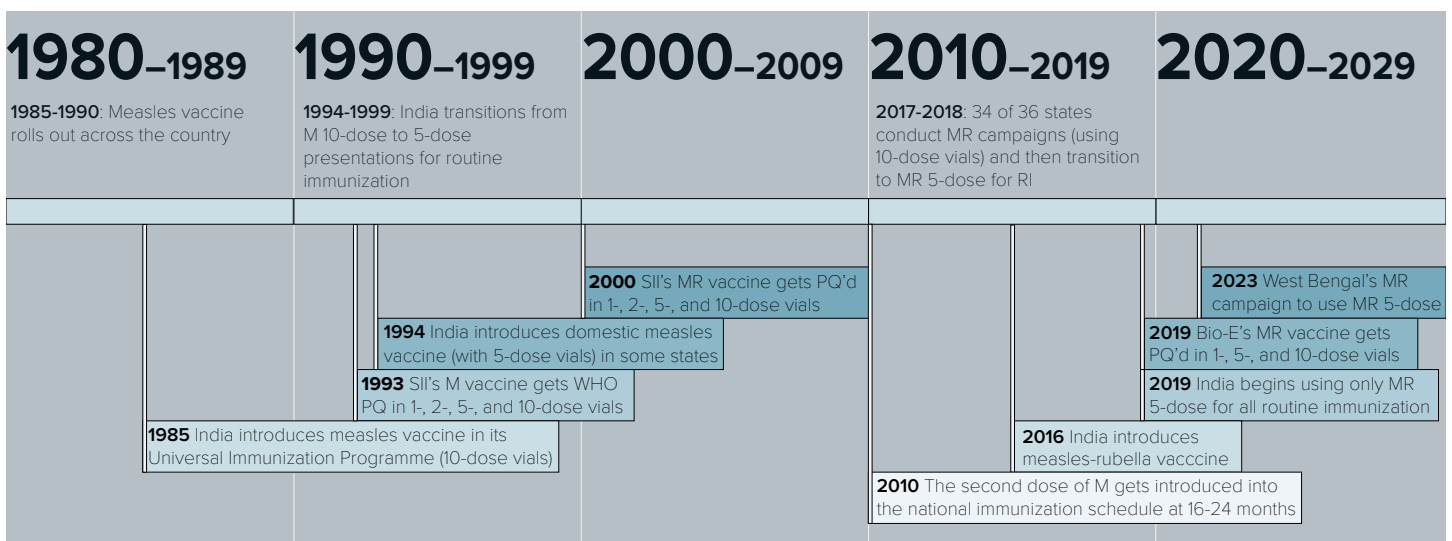 1980–1989
1985-1990: Measles vaccine
rolls out across the country
1990–1999
1994-1999: India transitions from
M 10-dose to 5-dose
presentations for routine
immunization
2000–2009
2010–2019
2017-2018: 34 of 36 states
conduct MR campaigns (using
10-dose vials) and then transition
to MR 5-dose for RI
2020–2029
2000 SII's MR vaccine gets PQ'd
in 1-, 2-, 5-, and 10-dose vials
2023 West Bengal's MR
campaign to use MR 5-dose
1994 India introduces domestic measles
vaccine (with 5-dose vials) in some states
2019 Bio-E's MR vaccine gets
PQ'd in 1-, 5-, and 10-dose vials
1993 SII's M vaccine gets WHO
PQ in 1-, 2-, 5-, and 10-dose vials
2019 India begins using only MR
5-dose for all routine immunization
1985 India introduces measles vaccine in its
Universal Immunization Programme (10-dose vials)
2016 India introduces
measles-rubella vacccine
2010 The second dose of M gets introduced into
the national immunization schedule at 16-24 months